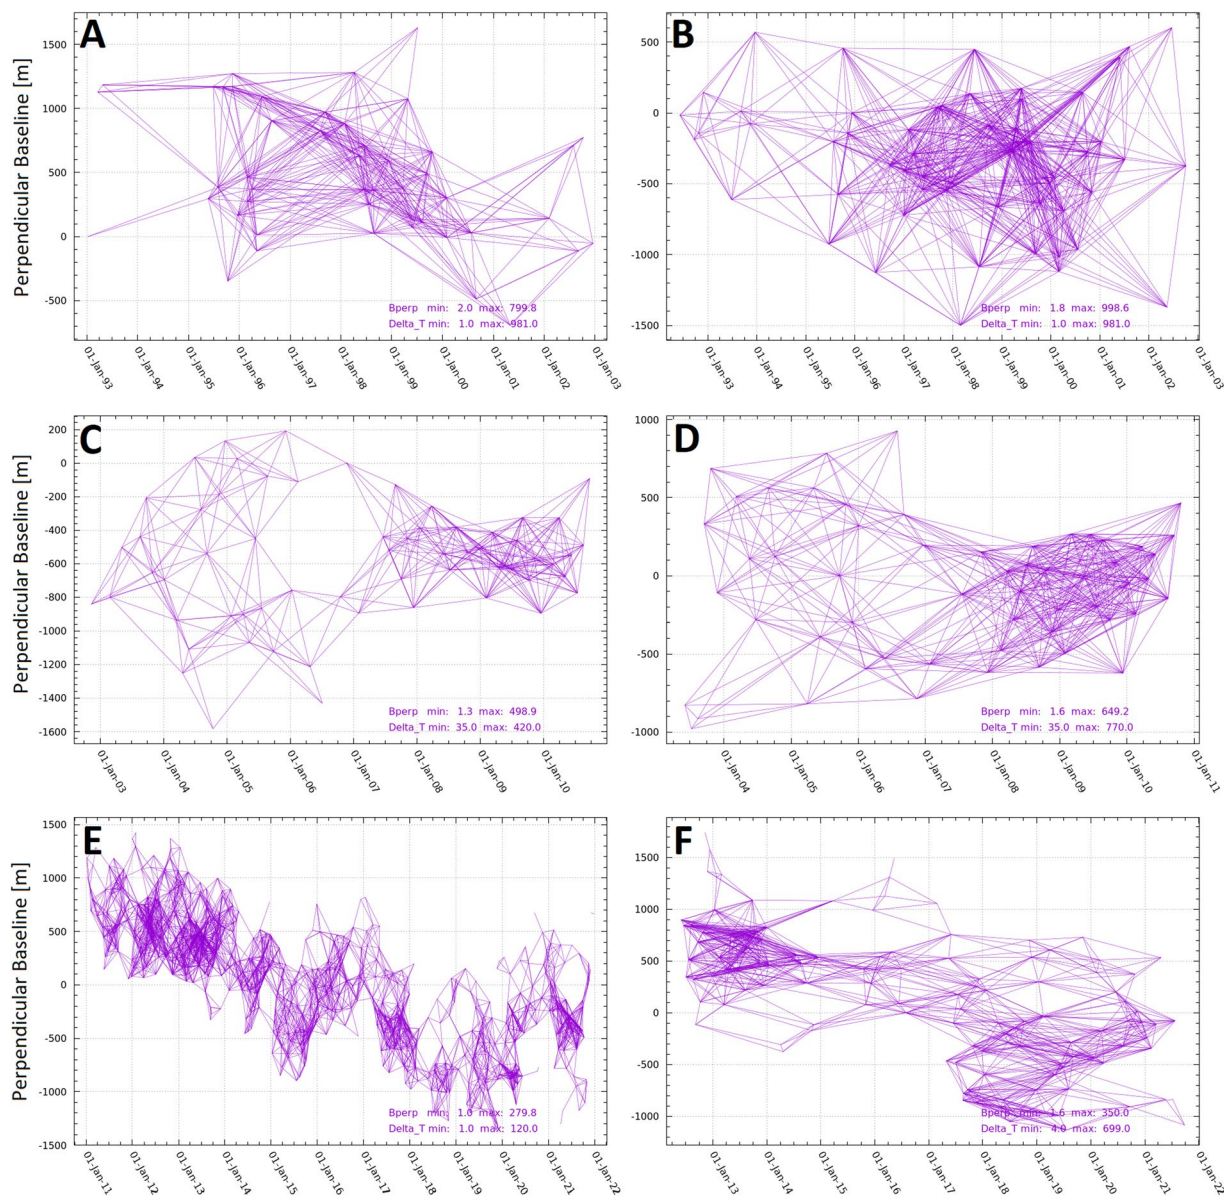 A
Perpendicular Baseline [m]
1500
1000
500
0
-500
Bperp min: 2.0 max: 799.8
Delta_T min: 1.0 max: 981.0
01-Jan-93 01-Jan-94 01-Jan-95 01-Jan-96 01-Jan-97 01-Jan-98 01-Jan-99 01-Jan-00 01-Jan-01 01-Jan-02 01-Jan-03
B
500
0
-500
-1000
-1500
Bperp min: 1.8 max: 998.6
Delta_T min: 1.0 max: 981.0
01-Jan-93 01-Jan-94 01-Jan-95 01-Jan-96 01-Jan-97 01-Jan-98 01-Jan-99 01-Jan-00 01-Jan-01 01-Jan-02 01-Jan-03
C
Perpendicular Baseline [m]
200
0
-200
-400
-600
-800
-1000
-1200
-1400
-1600
Bperp min: 1.3 max: 498.9
Delta_T min: 35.0 max: 420.0
01-Jan-03 01-Jan-04 01-Jan-05 01-Jan-06 01-Jan-07 01-Jan-08 01-Jan-09 01-Jan-10
D
1000
500
0
-500
-1000
Bperp min: 1.6 max: 649.2
Delta_T min: 35.0 max: 770.0
01-Jan-04 01-Jan-05 01-Jan-06 01-Jan-07 01-Jan-08 01-Jan-09 01-Jan-10 01-Jan-11
E
Perpendicular Baseline [m]
1500
1000
500
0
-500
-1000
-1500
Bperp min: 1.0 max: 279.8
Delta_T min: 1.0 max: 120.0
01-Jan-11 01-Jan-12 01-Jan-13 01-Jan-14 01-Jan-15 01-Jan-16 01-Jan-17 01-Jan-18 01-Jan-19 01-Jan-20 01-Jan-21 01-Jan-22
F
1500
1000
500
0
-500
-1000
Bperp min: 1.6 max: 350.0
Delta_T min: 4.0 max: 699.0
01-Jan-13 01-Jan-14 01-Jan-15 01-Jan-16 01-Jan-17 01-Jan-18 01-Jan-19 01-Jan-20 01-Jan-21 01-Jan-22